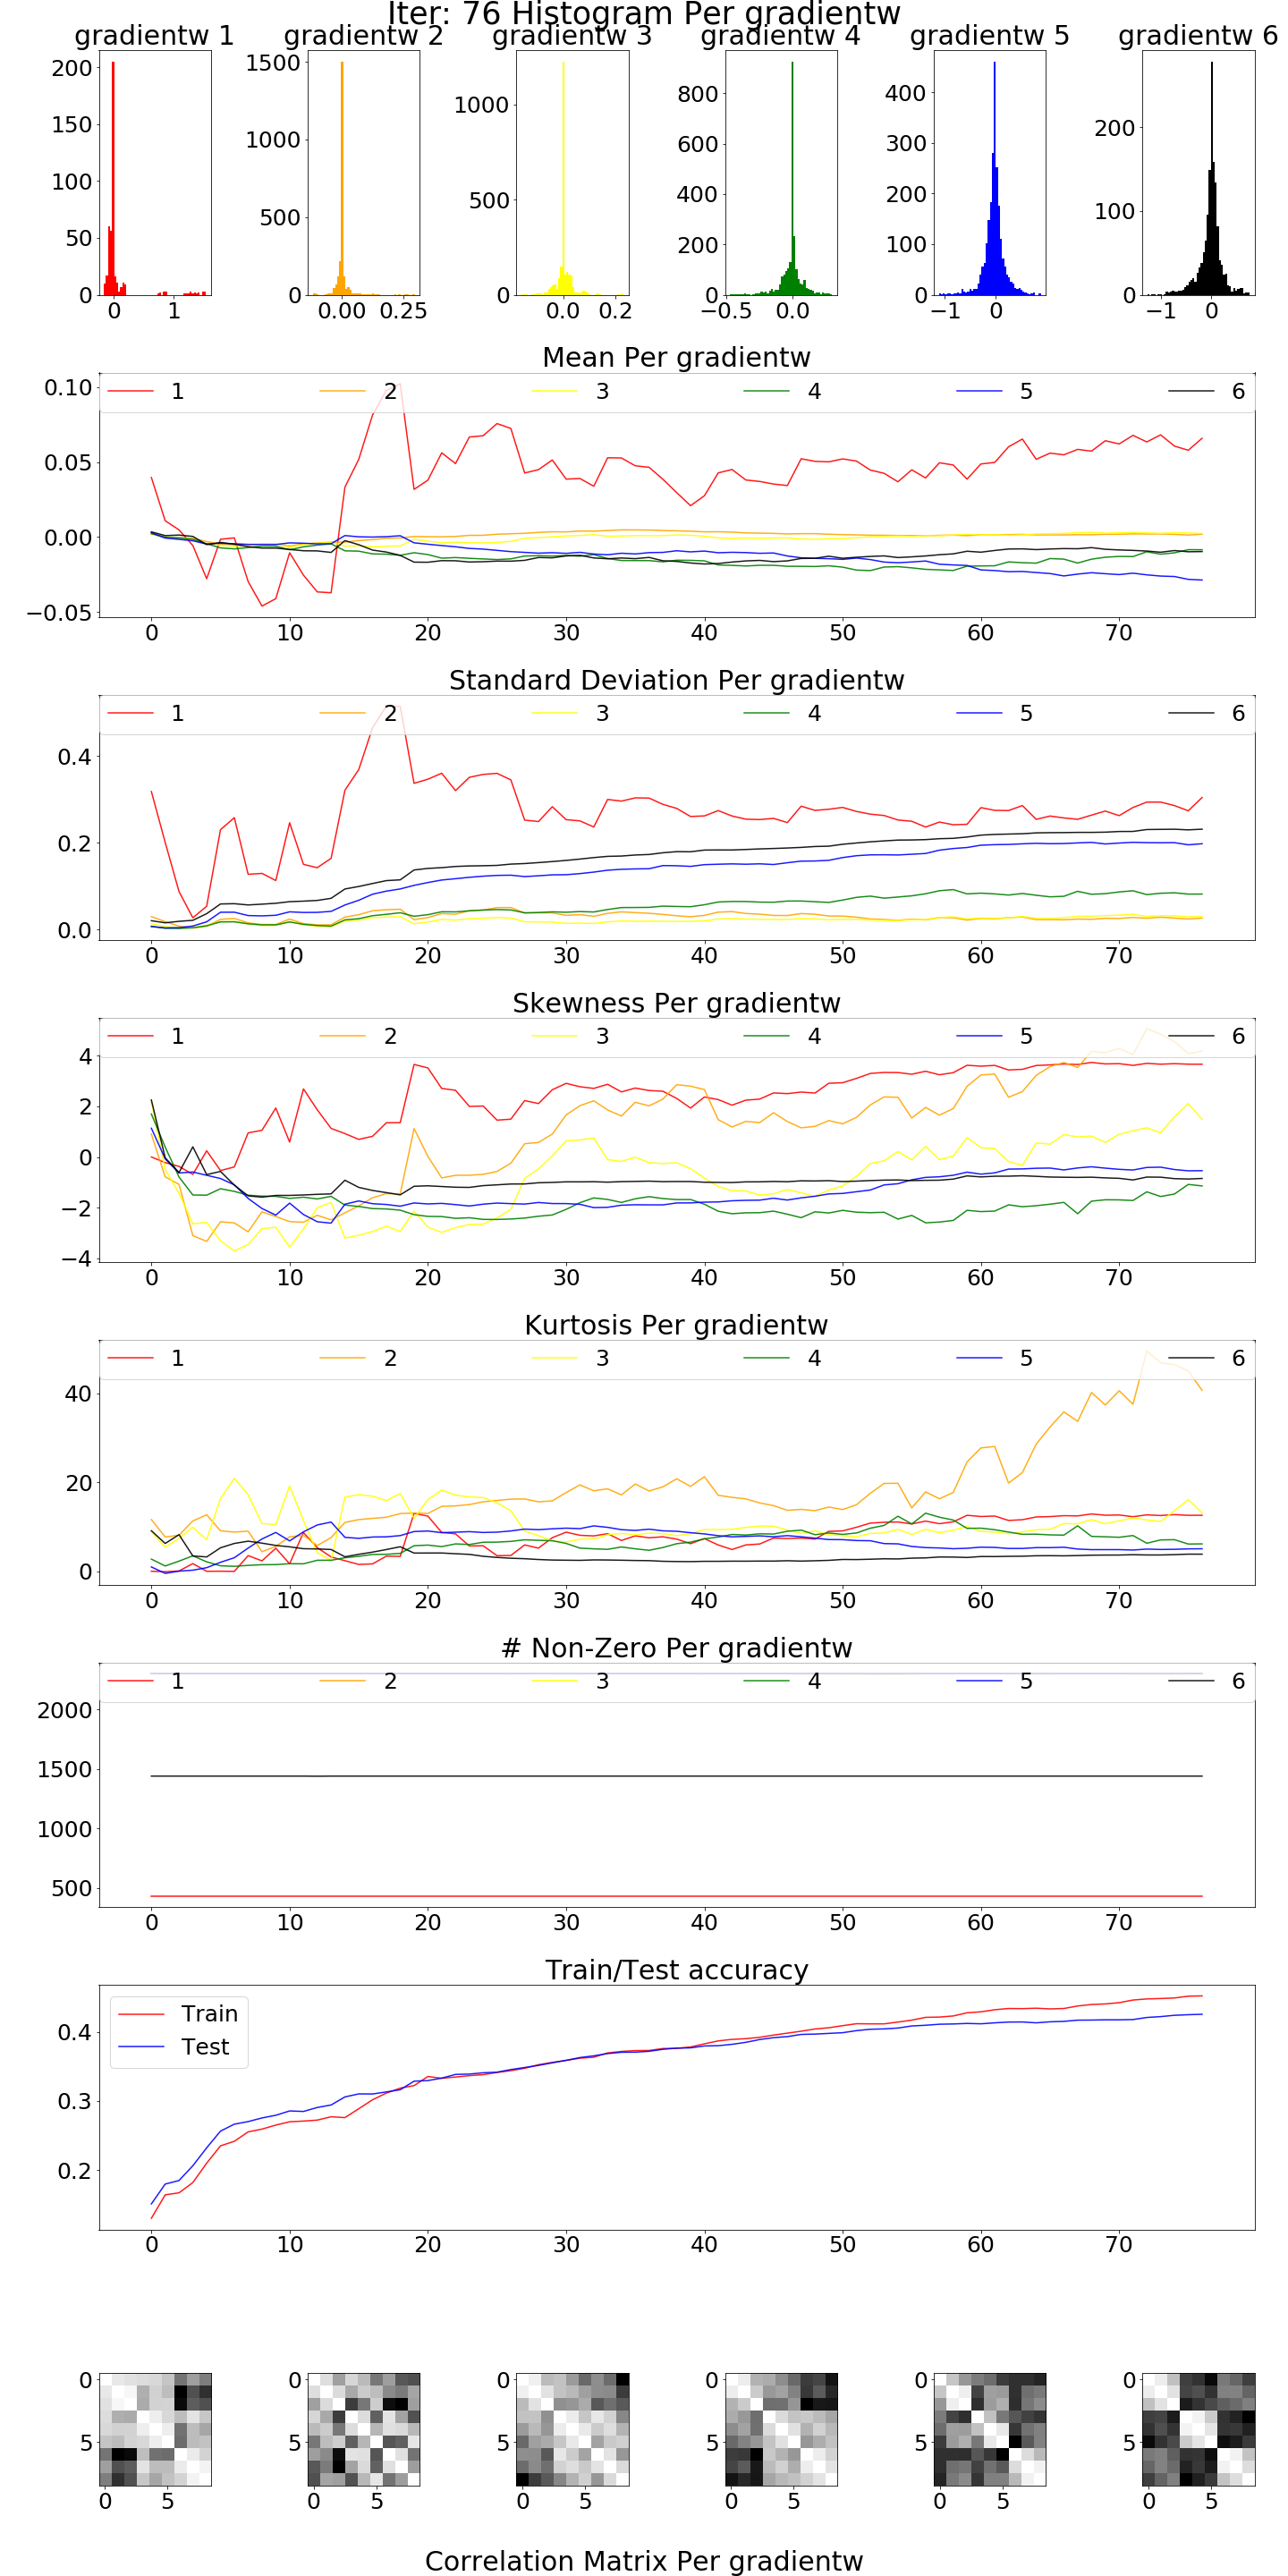 Iter: 76 Histogram Per gradientw
gradientw 1 gradientw 2 gradientw 3 gradientw 4 gradientw 5 gradientw 6
200
150
100
50
0
0 1
1500
1000
500
0
0.00 0.25
1000
500
0
0.0 0.2
800
600
400
200
0
−0.5 0.0
400
300
200
100
0
−1 0
200
100
0
−1 0
Mean Per gradientw
1 2 3 4 5 6
0.10
0.05
0.00
−0.05
0 10 20 30 40 50 60 70
Standard Deviation Per gradientw
1 2 3 4 5 6
0.4
0.2
0.0
0 10 20 30 40 50 60 70
Skewness Per gradientw
1 2 3 4 5 6
4
2
0
−2
−4
0 10 20 30 40 50 60 70
Kurtosis Per gradientw
1 2 3 4 5 6
40
20
0
0 10 20 30 40 50 60 70
# Non-Zero Per gradientw
1 2 3 4 5 6
2000
1500
1000
500
0 10 20 30 40 50 60 70
Train/Test accuracy
Train
Test
0.4
0.3
0.2
0 10 20 30 40 50 60 70
0 0 0 0 0 0
5 5 5 5 5 5
0 5 0 5 0 5 0 5 0 5 0 5
Correlation Matrix Per gradientw